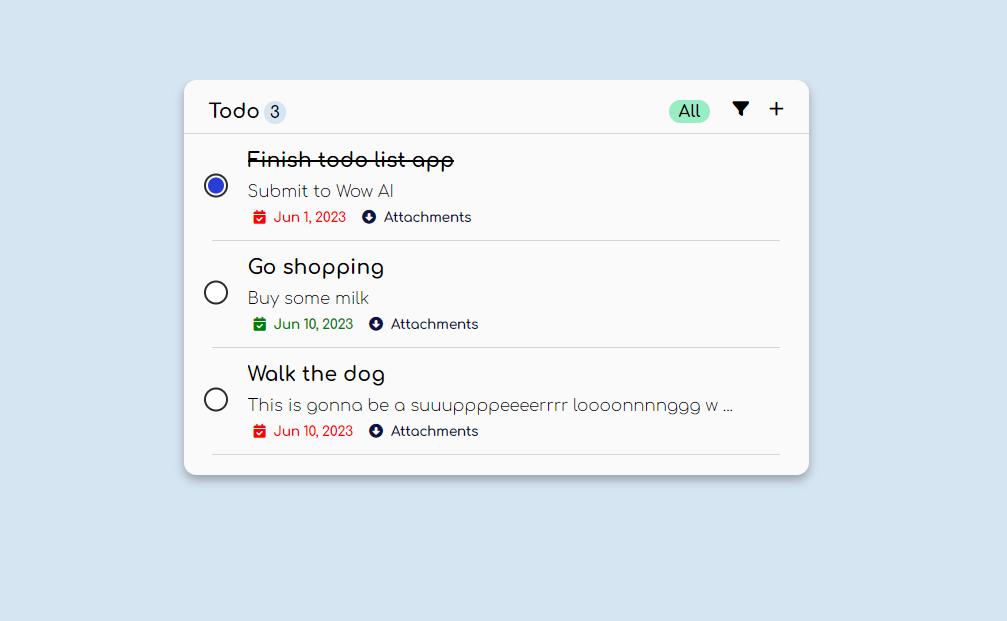 Todo 3 All
Finish todo list app
Submit to Wow AI
Jun 1, 2023 Attachments
Go shopping
Buy some milk
Jun 10, 2023 Attachments
Walk the dog
This is gonna be a suuuppppeeeerrrr loooonnnnggg w ...
Jun 10, 2023 Attachments